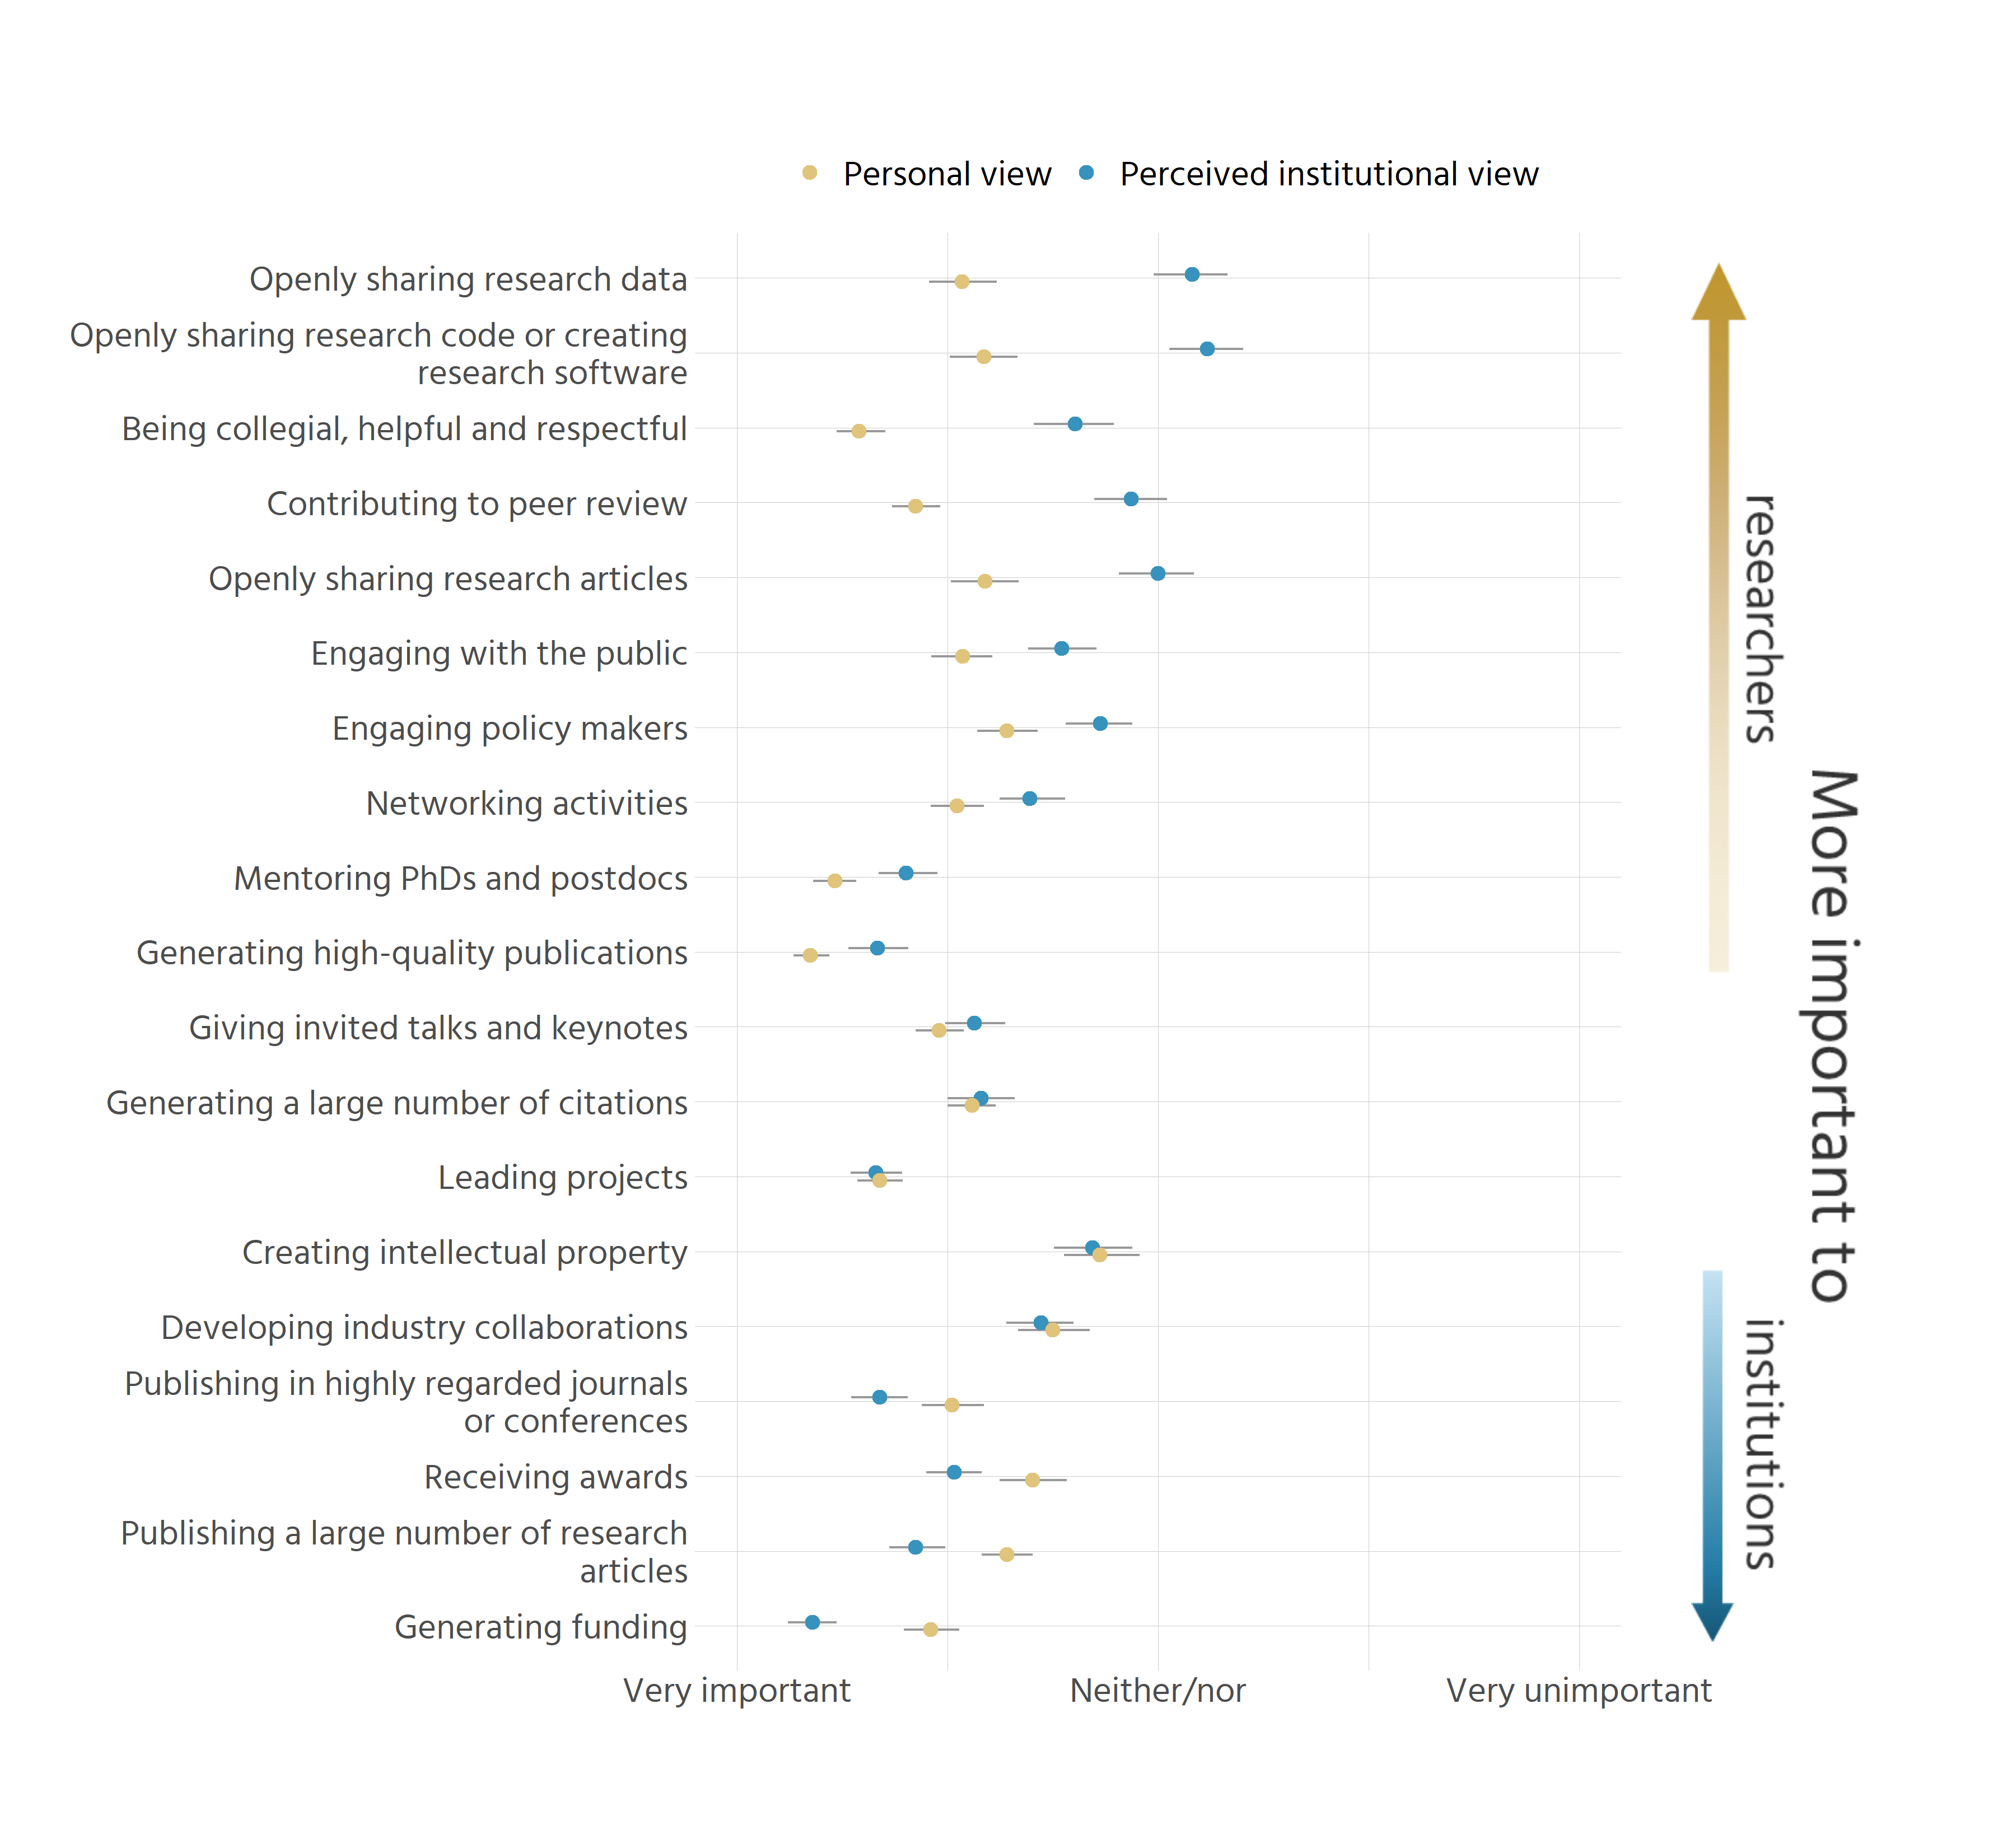 Personal view
Perceived institutional view
Openly sharing research data
Openly sharing research code or creating
research software
Being collegial, helpful and respectful
Contributing to peer review
Openly sharing research articles
Engaging with the public
Engaging policy makers
Networking activities
Mentoring PhDs and postdocs
Generating high-quality publications
Giving invited talks and keynotes
Generating a large number of citations
Leading projects
Creating intellectual property
Developing industry collaborations
Publishing in highly regarded journals
or conferences
Receiving awards
Publishing a large number of research
articles
Generating funding
Very important
Neither/nor
Very unimportant
More important to
researchers
institutions